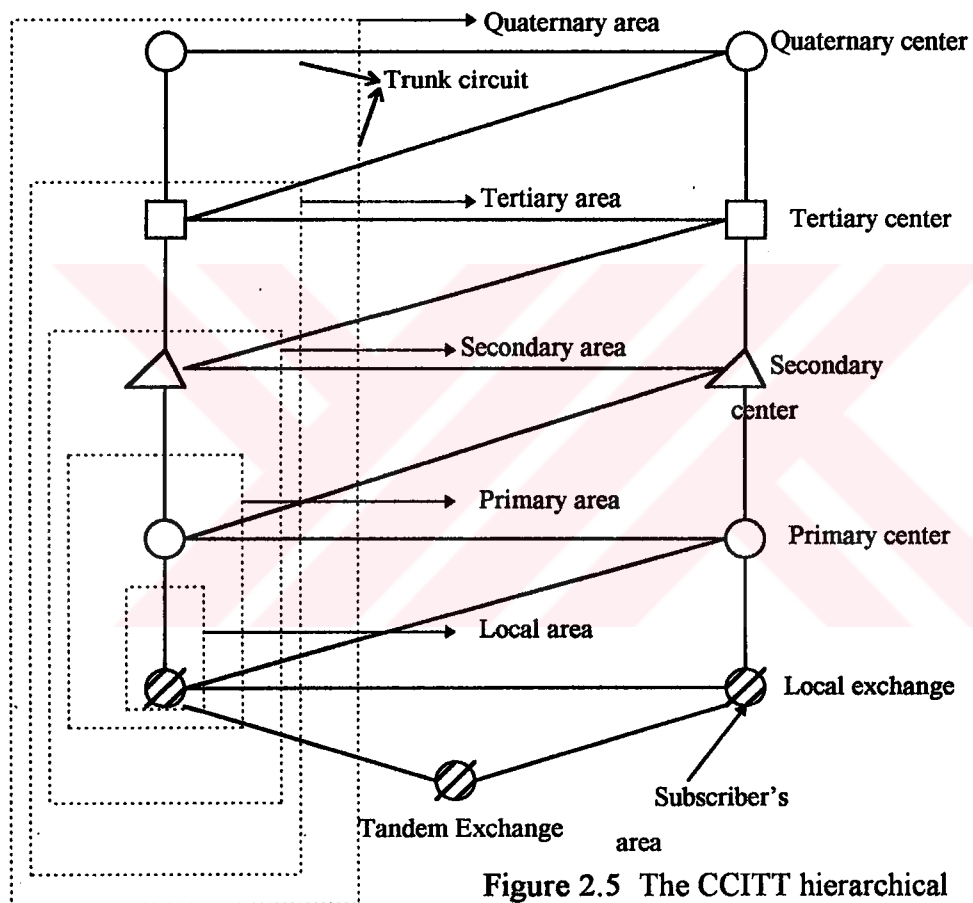 Quaternary area
Quaternary center
Trunk circuit
Tertiary area
Tertiary center
Secondary area
Secondary
center
Primary area
Primary center
Local area
Local exchange
Subscriber's
area
Tandem Exchange
Figure 2.5 The CCITT hierarchical